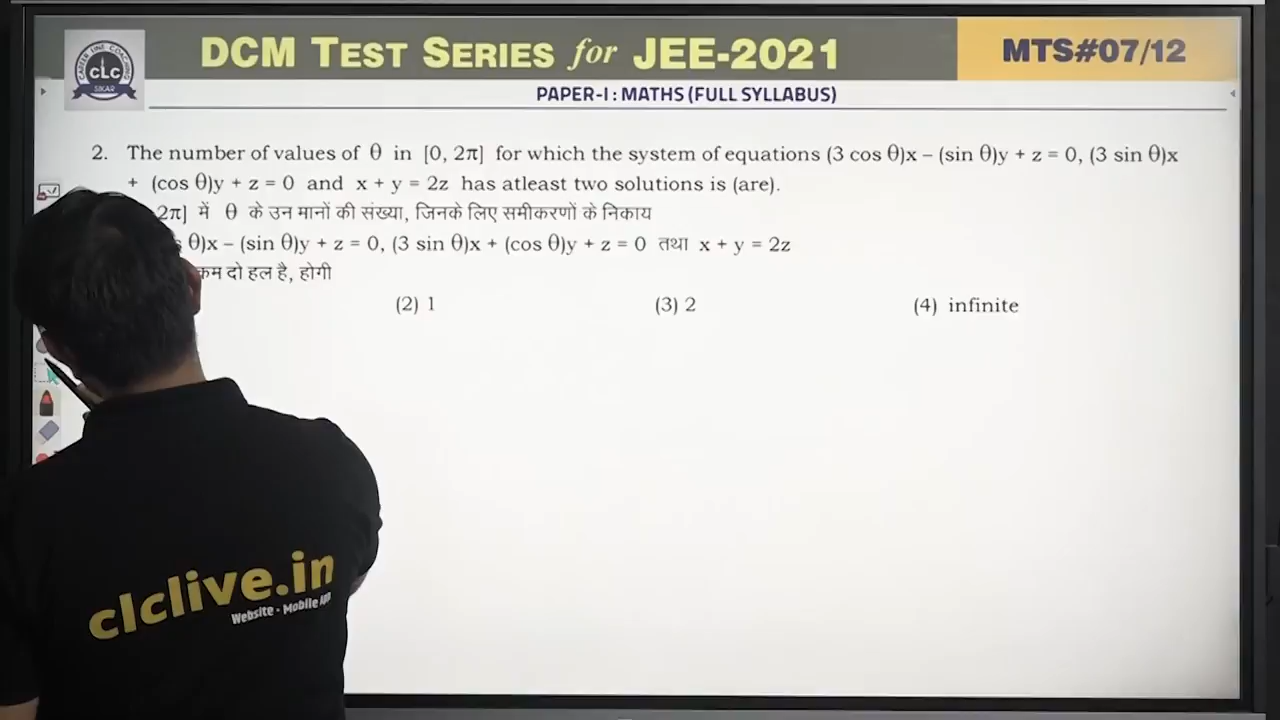 DCM TEST SERIES for JEE-2021
MTS#07/12
CLC
SIKAR
PAPER-I : MATHS (FULL SYLLABUS)
2. The number of values of θ in [0, 2π] for which the system of equations (3 cos θ)x – (sin θ)y + z = 0, (3 sin θ)x
+ (cos θ)y + z = 0 and x + y = 2z has atleast two solutions is (are).
2π] में θ के उन मानों की संख्या, जिनके लिए समीकरणों के निकाय
θ)x – (sin θ)y + z = 0, (3 sin θ)x + (cos θ)y + z = 0 तथा x + y = 2z
कम दो हल है, होगी
(2) 1 (3) 2 (4) infinite
clclive.in
Website - Mobile App